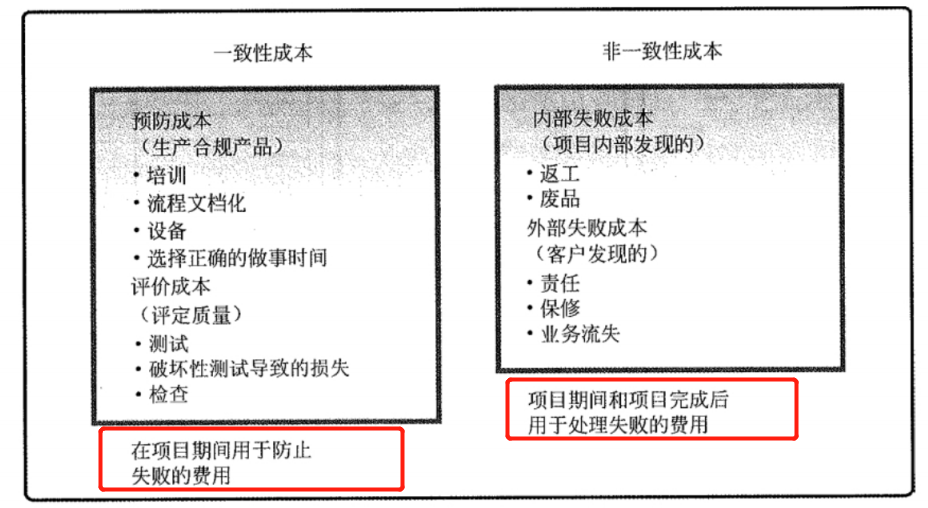 一致性成本
预防成本
（生产合规产品）
・培训
・流程文档化
・设备
・选择正确的做事时间
评价成本
（评定质量）
・测试
・破坏性测试导致的损失
・检查
在项目期间用于防止
失败的费用
非一致性成本
内部失败成本
（项目内部发现的）
・返工
・废品
外部失败成本
（客户发现的）
・责任
・保修
・业务流失
项目期间和项目完成后
用于处理失败的费用